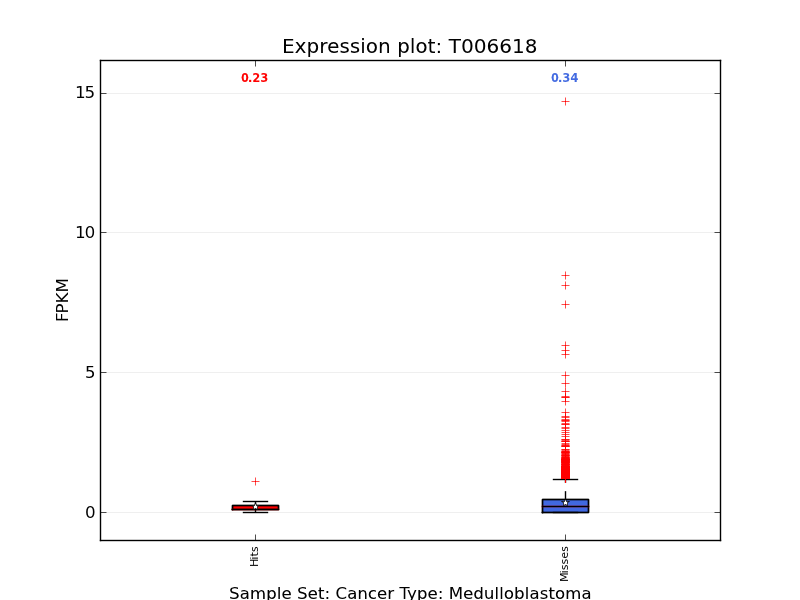 Expression plot: T006618
0.23
0.34
15
10
5
0
FPKM
Hits
Misses
Sample Set: Cancer Type: Medulloblastoma